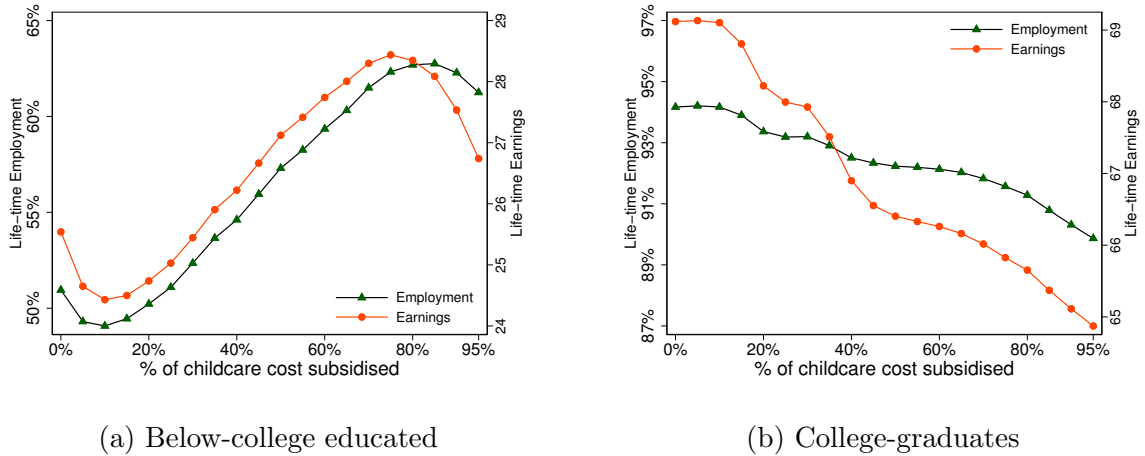 Life−time Employment
65%
60%
55%
50%
Life−time Earnings
29
28
27
26
25
24
Employment
Earnings
0% 20% 40% 60% 80% 95%
% of childcare cost subsidised
(a) Below-college educated
Life−time Employment
97%
95%
93%
91%
89%
87%
Life−time Earnings
69
68
67
66
65
Employment
Earnings
0% 20% 40% 60% 80% 95%
% of childcare cost subsidised
(b) College-graduates